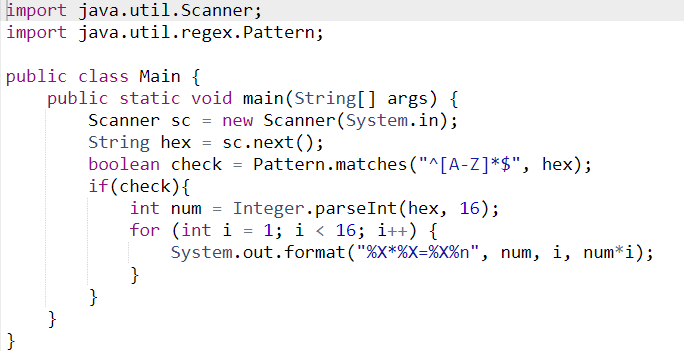 import java.util.Scanner;
import java.util.regex.Pattern;

public class Main {
    public static void main(String[] args) {
        Scanner sc = new Scanner(System.in);
        String hex = sc.next();
        boolean check = Pattern.matches("^[A-Z]*$", hex);
        if(check){
            int num = Integer.parseInt(hex, 16);
            for (int i = 1; i < 16; i++) {
                System.out.format("%X*%X=%X%n", num, i, num*i);
            }
        }
    }
}